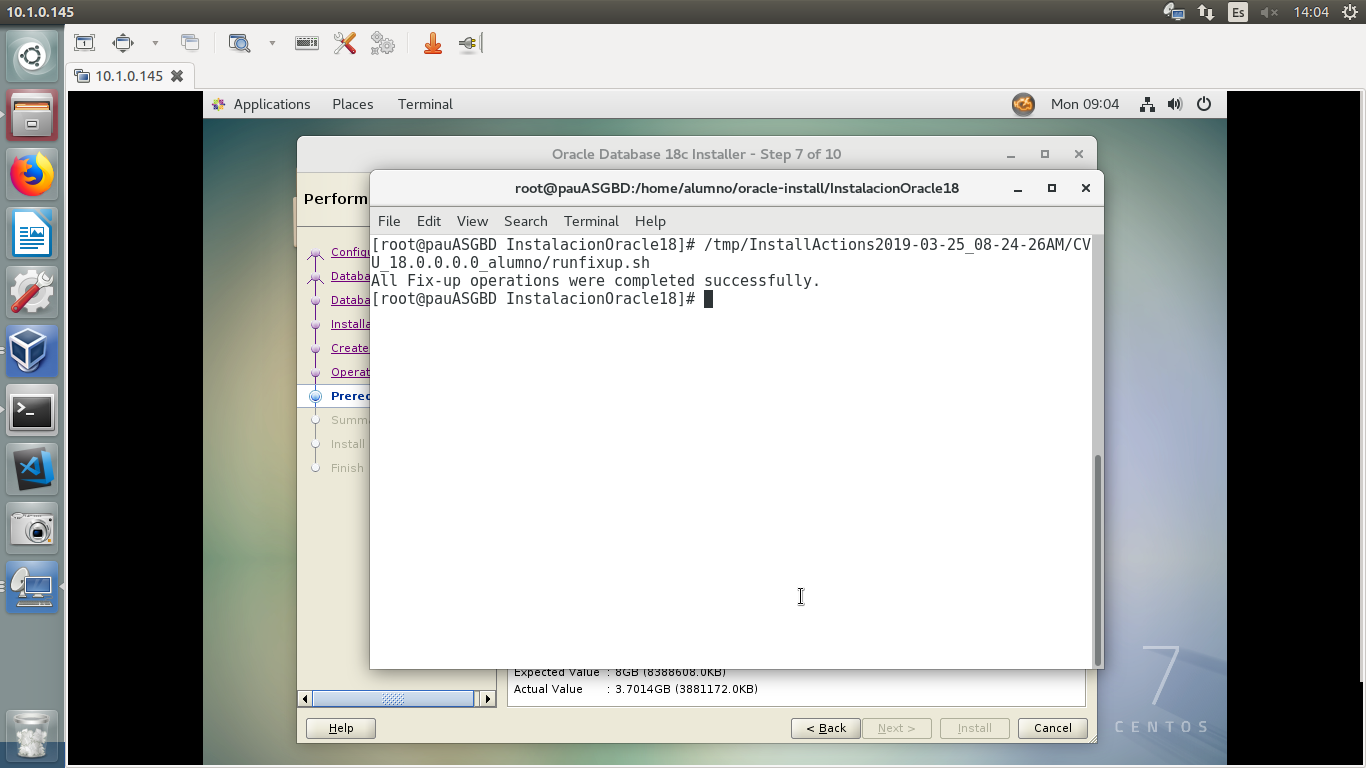 10.1.0.145
Es
14:04
10.1.0.145
Applications Places Terminal
Mon 09:04
Oracle Database 18c Installer - Step 7 of 10
root@pauASGBD:/home/alumno/oracle-install/InstalacionOracle18
File Edit View Search Terminal Help
[root@pauASGBD InstalacionOracle18]# /tmp/InstallActions2019-03-25_08-24-26AM/CV
U_18.0.0.0.0_alumno/runfixup.sh
All Fix-up operations were completed successfully.
[root@pauASGBD InstalacionOracle18]#
Perform
Configu
Databa
Databa
Installa
Create
Operat
Prerec
Summa
Install
Finish
Expected Value : 8GB (8388608.0KB)
Actual Value : 3.7014GB (3881172.0KB)
Help
< Back
Next >
Install
Cancel
7
CENTOS